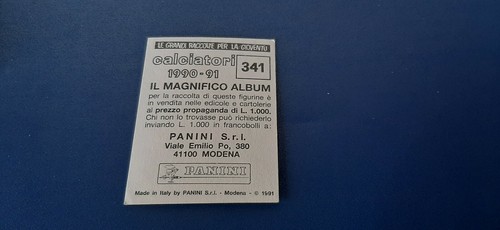 LE GRANDI RACCOLTE PER LA GIOVENTÙ
calciatori
1990-91
341
IL MAGNIFICO ALBUM
per la raccolta di queste figurine è
in vendita nelle edicole e cartolerie
al prezzo propaganda di L. 1.000.
Chi non lo trovasse può richiederlo
inviando L. 1.000 in francobolli a:
PANINI S.r.l.
Viale Emilio Po, 380
41100 MODENA
PANINI
Made in Italy by PANINI S.r.l. - Modena - © 1991